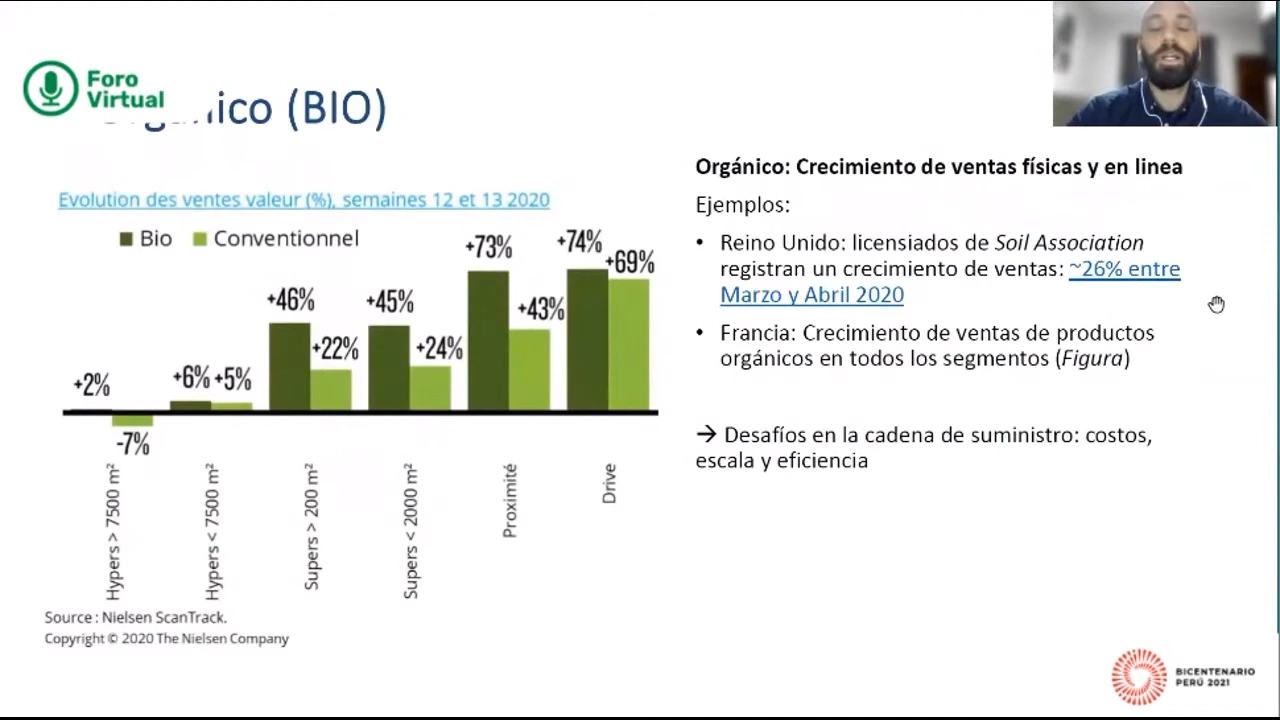 Foro
Virtual
Orgánico (BIO)
Orgánico: Crecimiento de ventas físicas y en linea
Ejemplos:
• Reino Unido: licensiados de Soil Association
registran un crecimiento de ventas: ~26% entre
Marzo y Abril 2020
• Francia: Crecimiento de ventas de productos
orgánicos en todos los segmentos (Figura)
→ Desafíos en la cadena de suministro: costos,
escala y eficiencia
Evolution des ventes valeur (%), semaines 12 et 13 2020
Bio Conventionnel
+2% -7%
+6% +5%
+46% +22%
+45% +24%
+73% +43%
+74% +69%
Hypers > 7500 m²
Hypers < 7500 m²
Supers > 200 m²
Supers < 2000 m²
Proximité
Drive
Source : Nielsen ScanTrack.
Copyright © 2020 The Nielsen Company
BICENTENARIO
PERÚ 2021